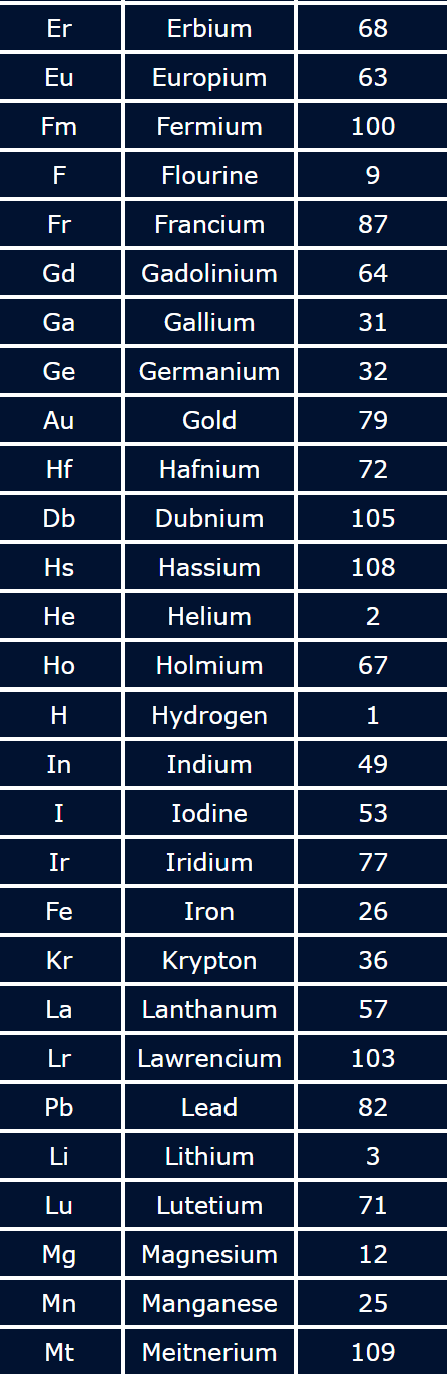 Er Erbium 68
Eu Europium 63
Fm Fermium 100
F Flourine 9
Fr Francium 87
Gd Gadolinium 64
Ga Gallium 31
Ge Germanium 32
Au Gold 79
Hf Hafnium 72
Db Dubnium 105
Hs Hassium 108
He Helium 2
Ho Holmium 67
H Hydrogen 1
In Indium 49
I Iodine 53
Ir Iridium 77
Fe Iron 26
Kr Krypton 36
La Lanthanum 57
Lr Lawrencium 103
Pb Lead 82
Li Lithium 3
Lu Lutetium 71
Mg Magnesium 12
Mn Manganese 25
Mt Meitnerium 109